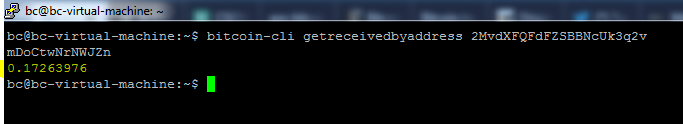 bc@bc-virtual-machine: ~
bc@bc-virtual-machine:~$ bitcoin-cli getreceivedbyaddress 2MvdXFQFdFZSBBNcUk3q2v
mDoCtwNrNWJZn
0.17263976
bc@bc-virtual-machine:~$